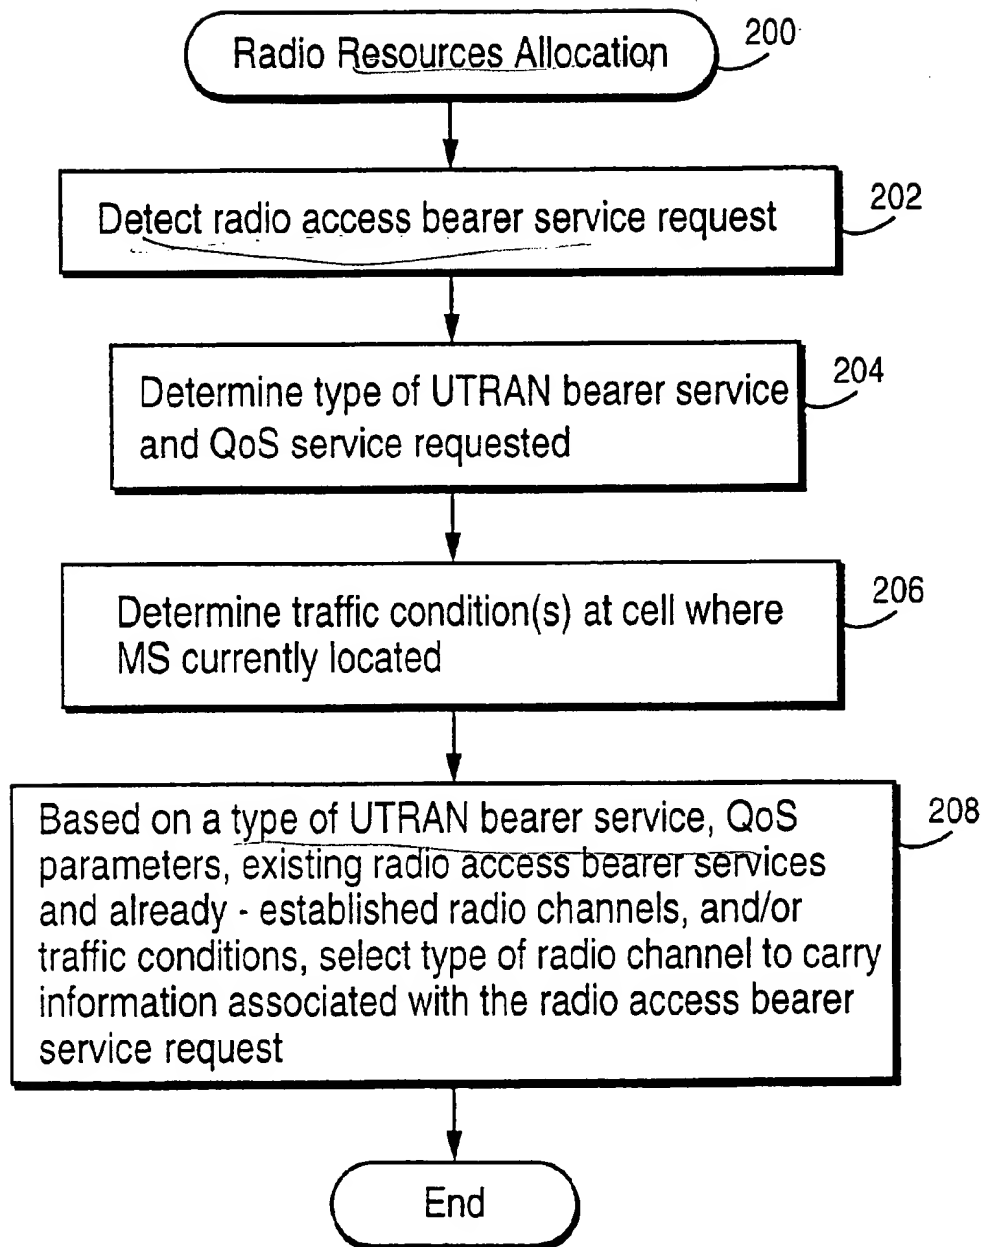 Radio Resources Allocation
200
Detect radio access bearer service request
202
Determine type of UTRAN bearer service
and QoS service requested
204
Determine traffic condition(s) at cell where
MS currently located
206
Based on a type of UTRAN bearer service, QoS
parameters, existing radio access bearer services
and already - established radio channels, and/or
traffic conditions, select type of radio channel to carry
information associated with the radio access bearer
service request
208
End